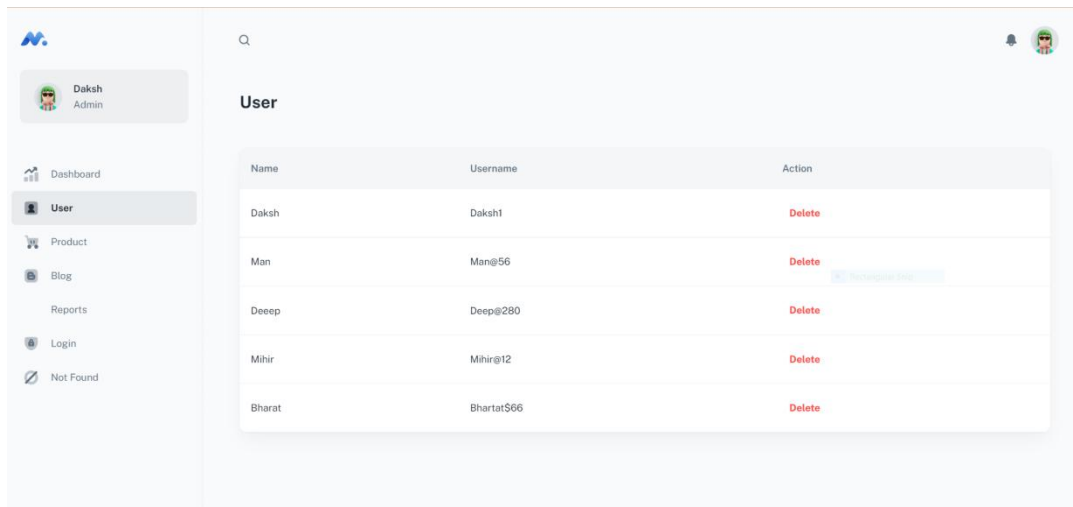 Daksh
Admin
Dashboard
User
Product
Blog
Reports
Login
Not Found
User
Name Username Action
Daksh Daksh1 Delete
Man Man@56 Delete
Deeep Deep@280 Delete
Mihir Mihir@12 Delete
Bharat Bhartat$66 Delete